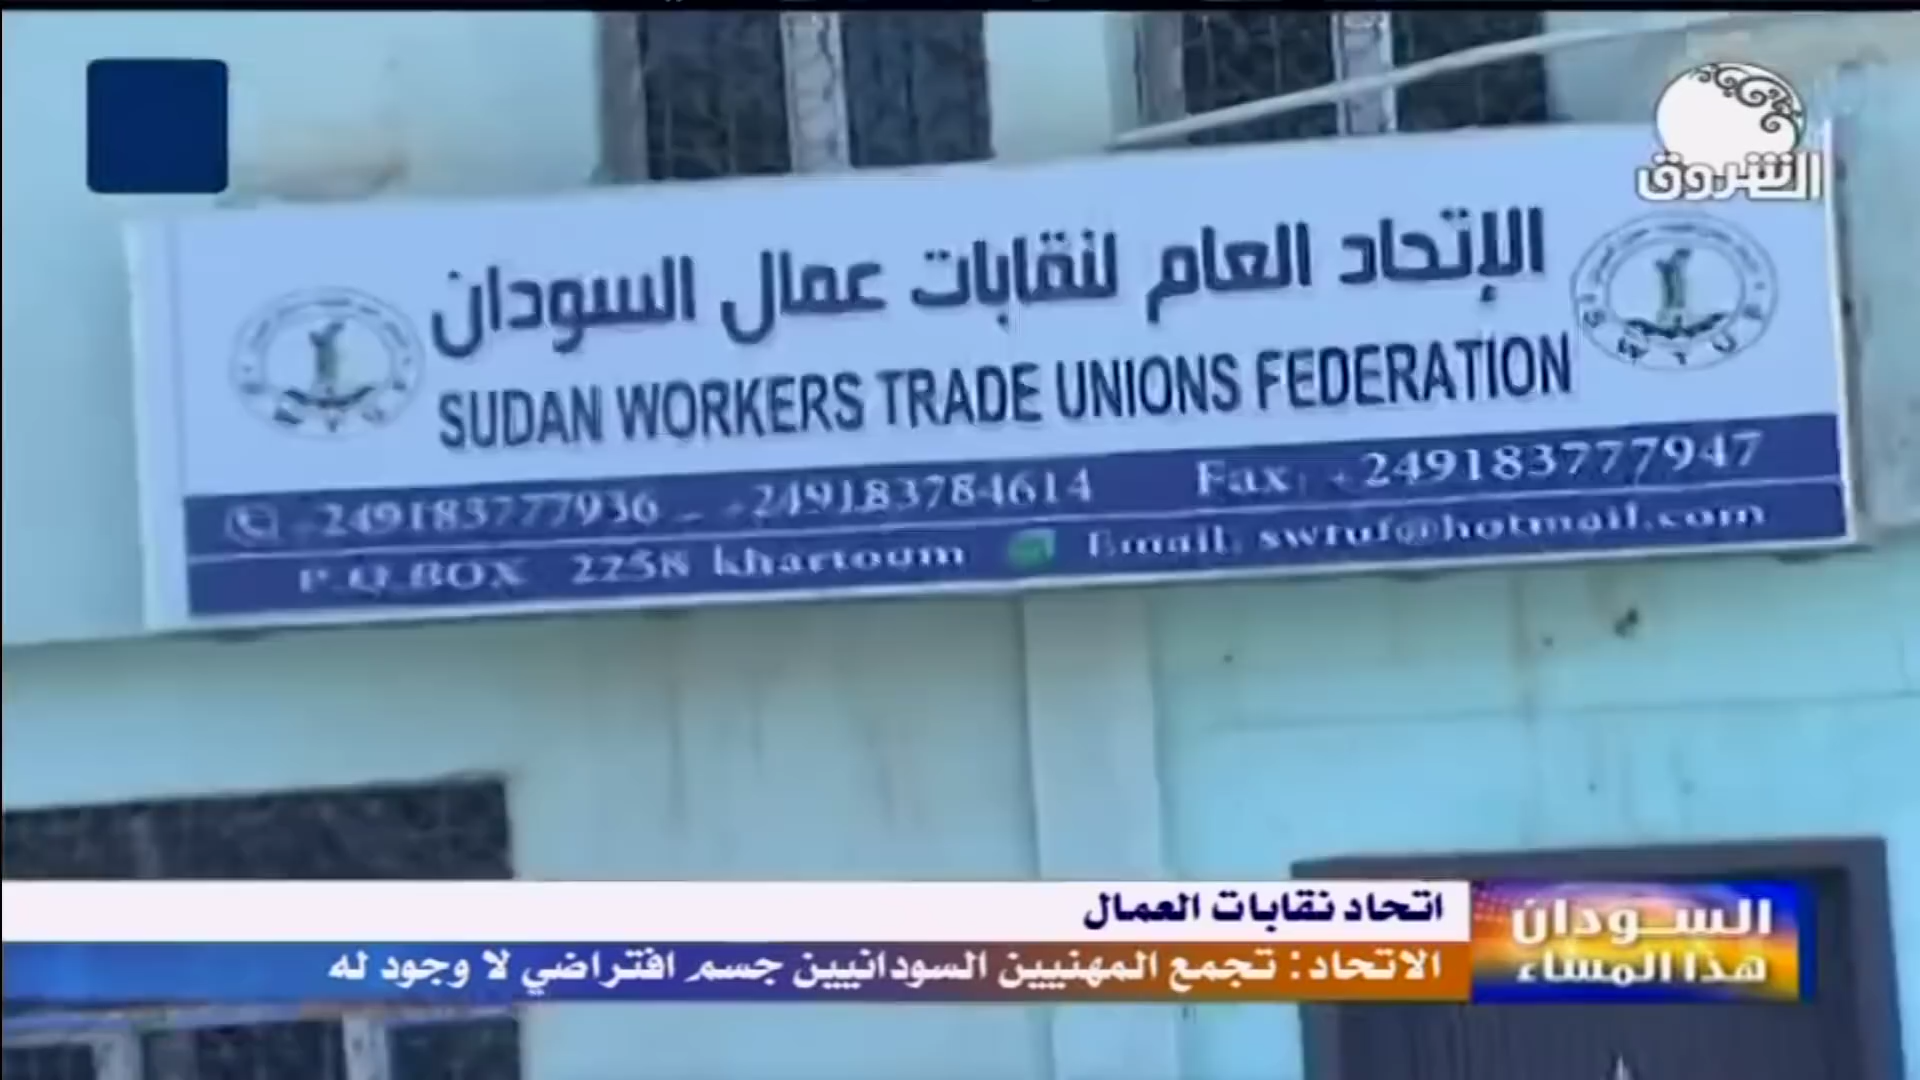 الشروق
الإتحاد العام لنقابات عمال السودان
SUDAN WORKERS TRADE UNIONS FEDERATION
+249183777936 - +249183784614 Fax: +249183777947
P.O.BOX 2258 khartoum Email: swtuf@hotmail.com
اتحاد نقابات العمال
الاتحاد: تجمع المهنيين السودانيين جسم افتراضي لا وجود له
السودان
هذا المساء